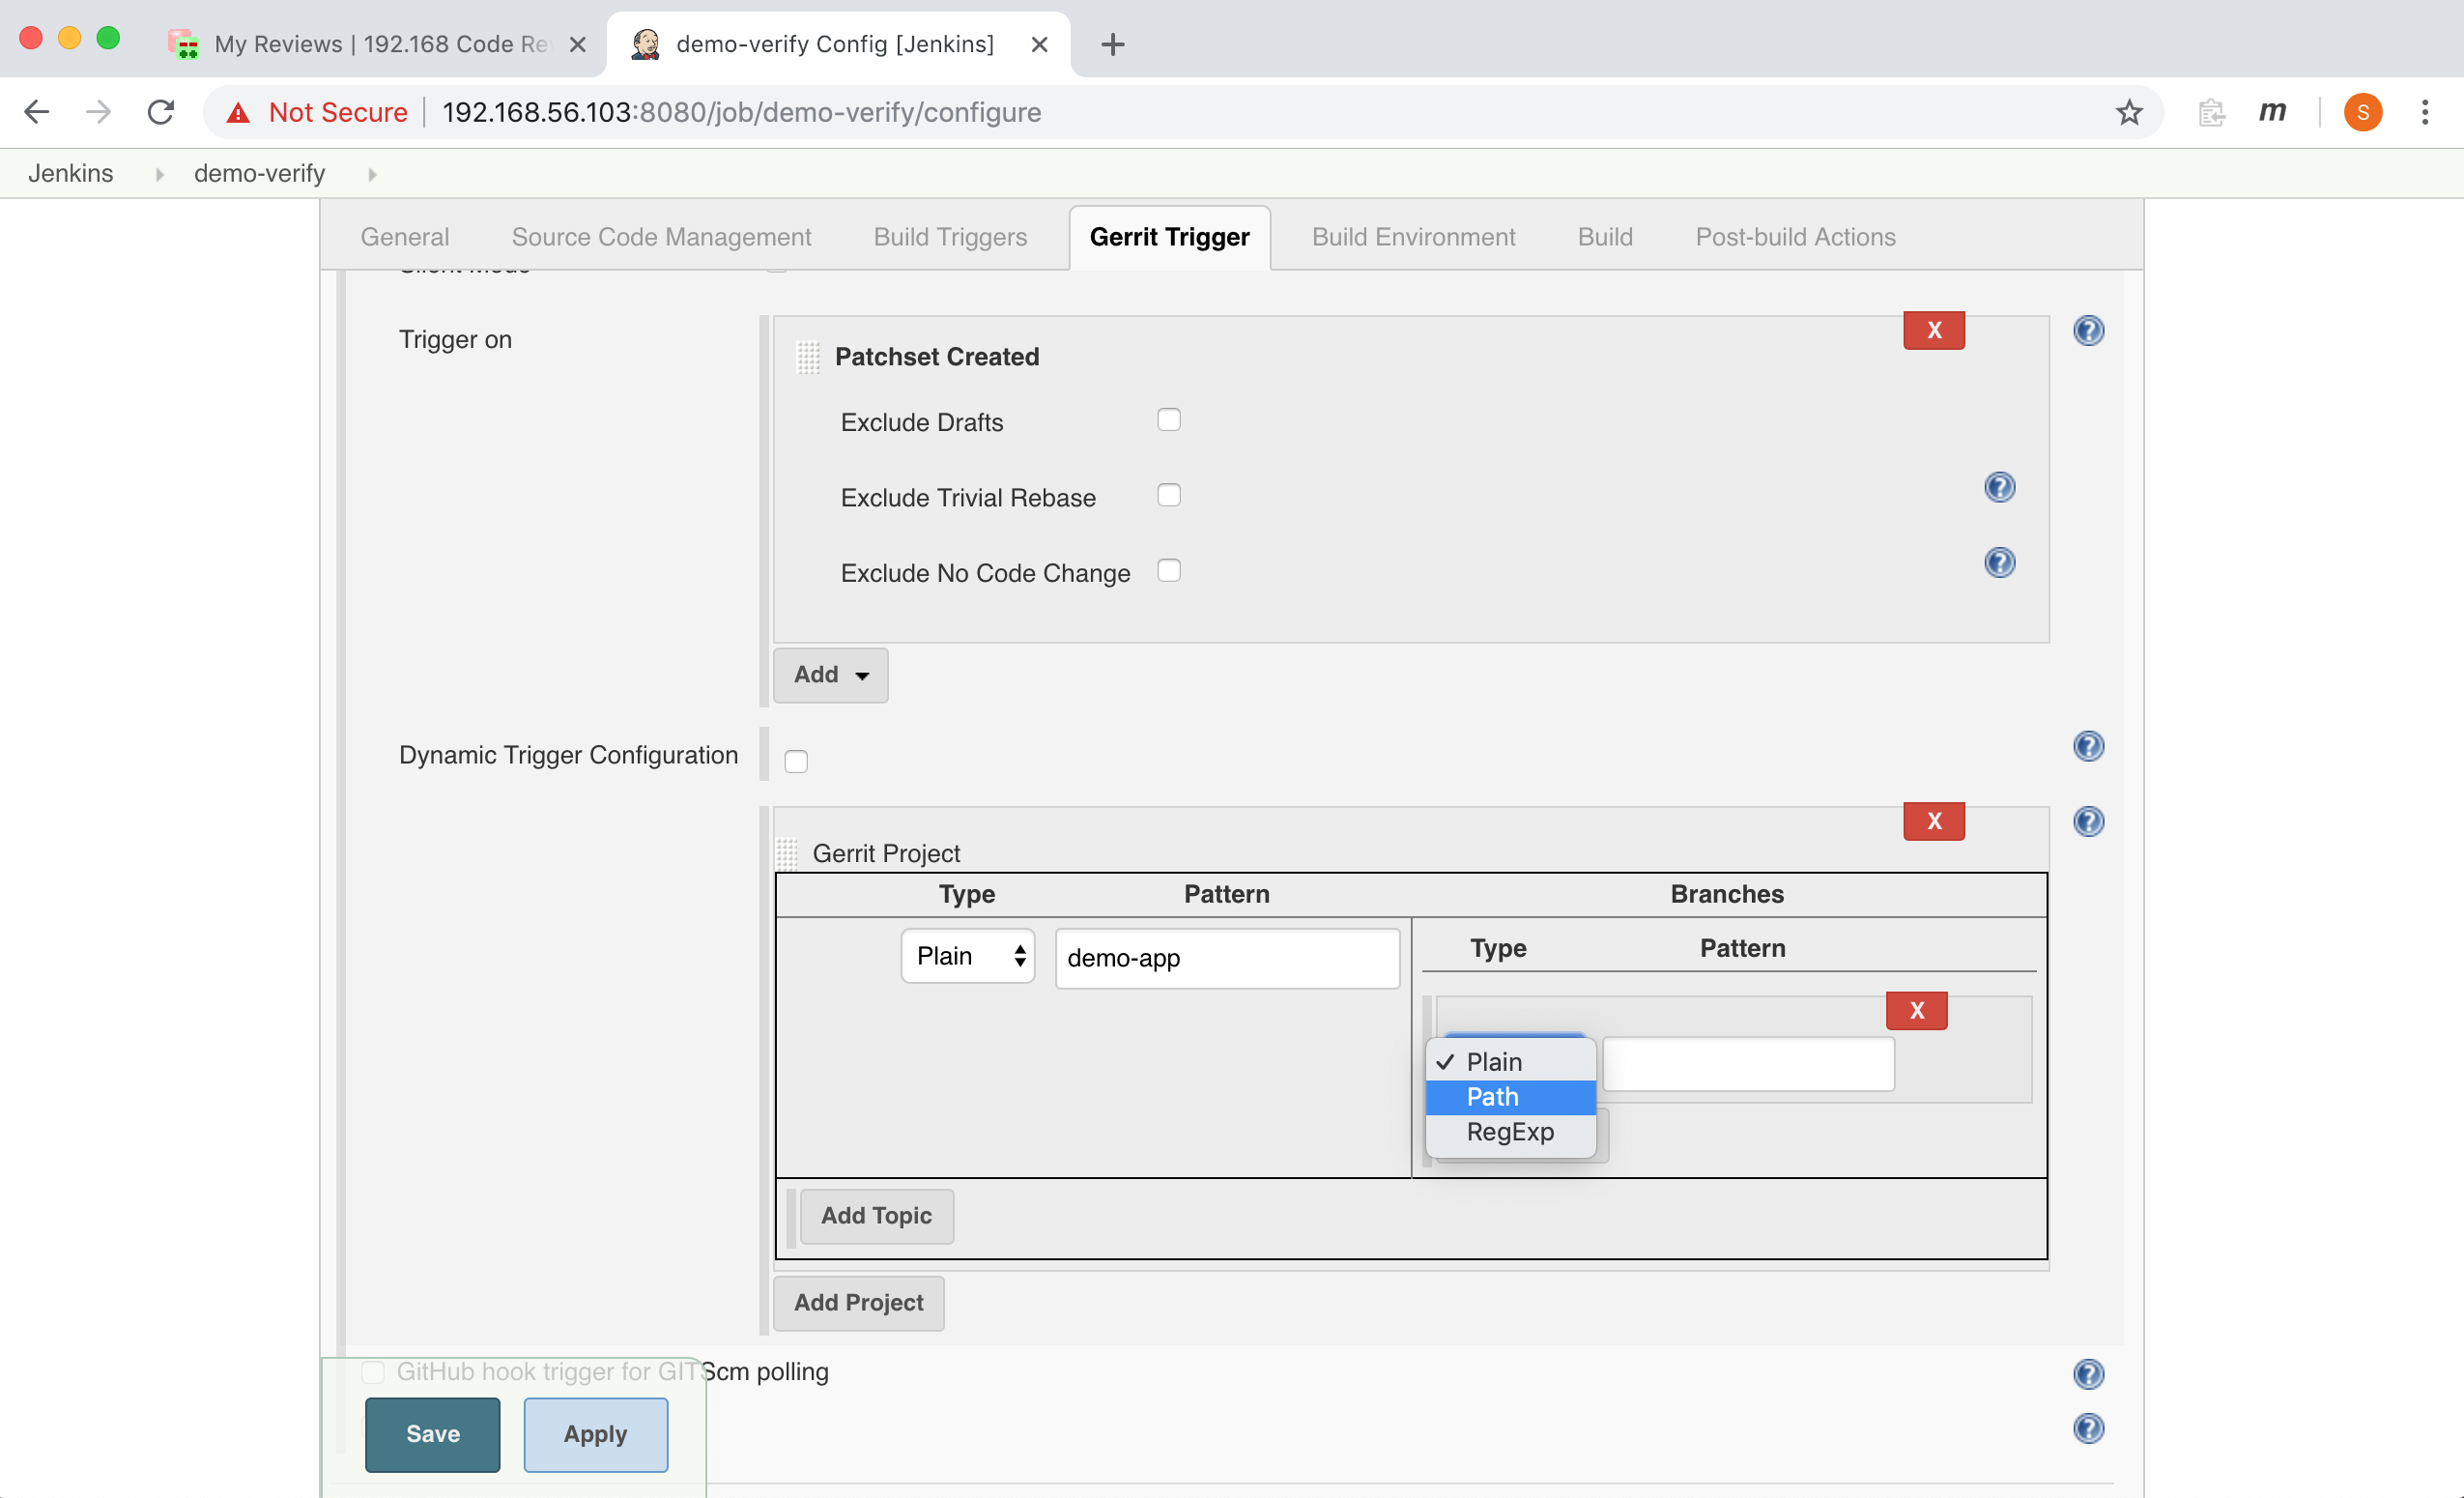 My Reviews | 192.168 Code Re
demo-verify Config [Jenkins]
Not Secure
192.168.56.103:8080/job/demo-verify/configure
m
S
Jenkins
demo-verify
General
Source Code Management
Build Triggers
Gerrit Trigger
Build Environment
Build
Post-build Actions
Silent Mode
Trigger on
X
?
Patchset Created
Exclude Drafts
Exclude Trivial Rebase
?
Exclude No Code Change
?
Add
Dynamic Trigger Configuration
?
X
?
Gerrit Project
Type
Pattern
Branches
Plain
demo-app
Type
Pattern
X
Plain
Path
RegExp
Add Topic
Add Project
GitHub hook trigger for GITScm polling
?
Save
Apply
?